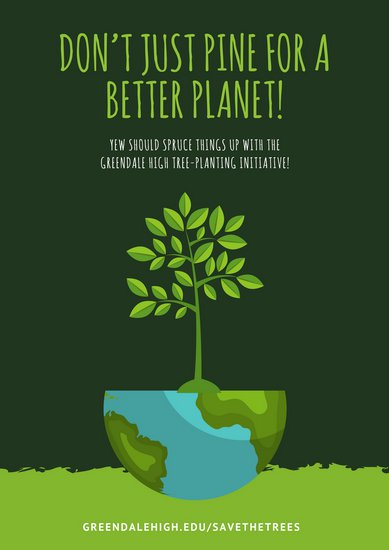 DON'T JUST PINE FOR A
BETTER PLANET!
YEW SHOULD SPRUCE THINGS UP WITH THE
GREENDALE HIGH TREE-PLANTING INITIATIVE!
GREENDALEHIGH.EDU/SAVETHETREES